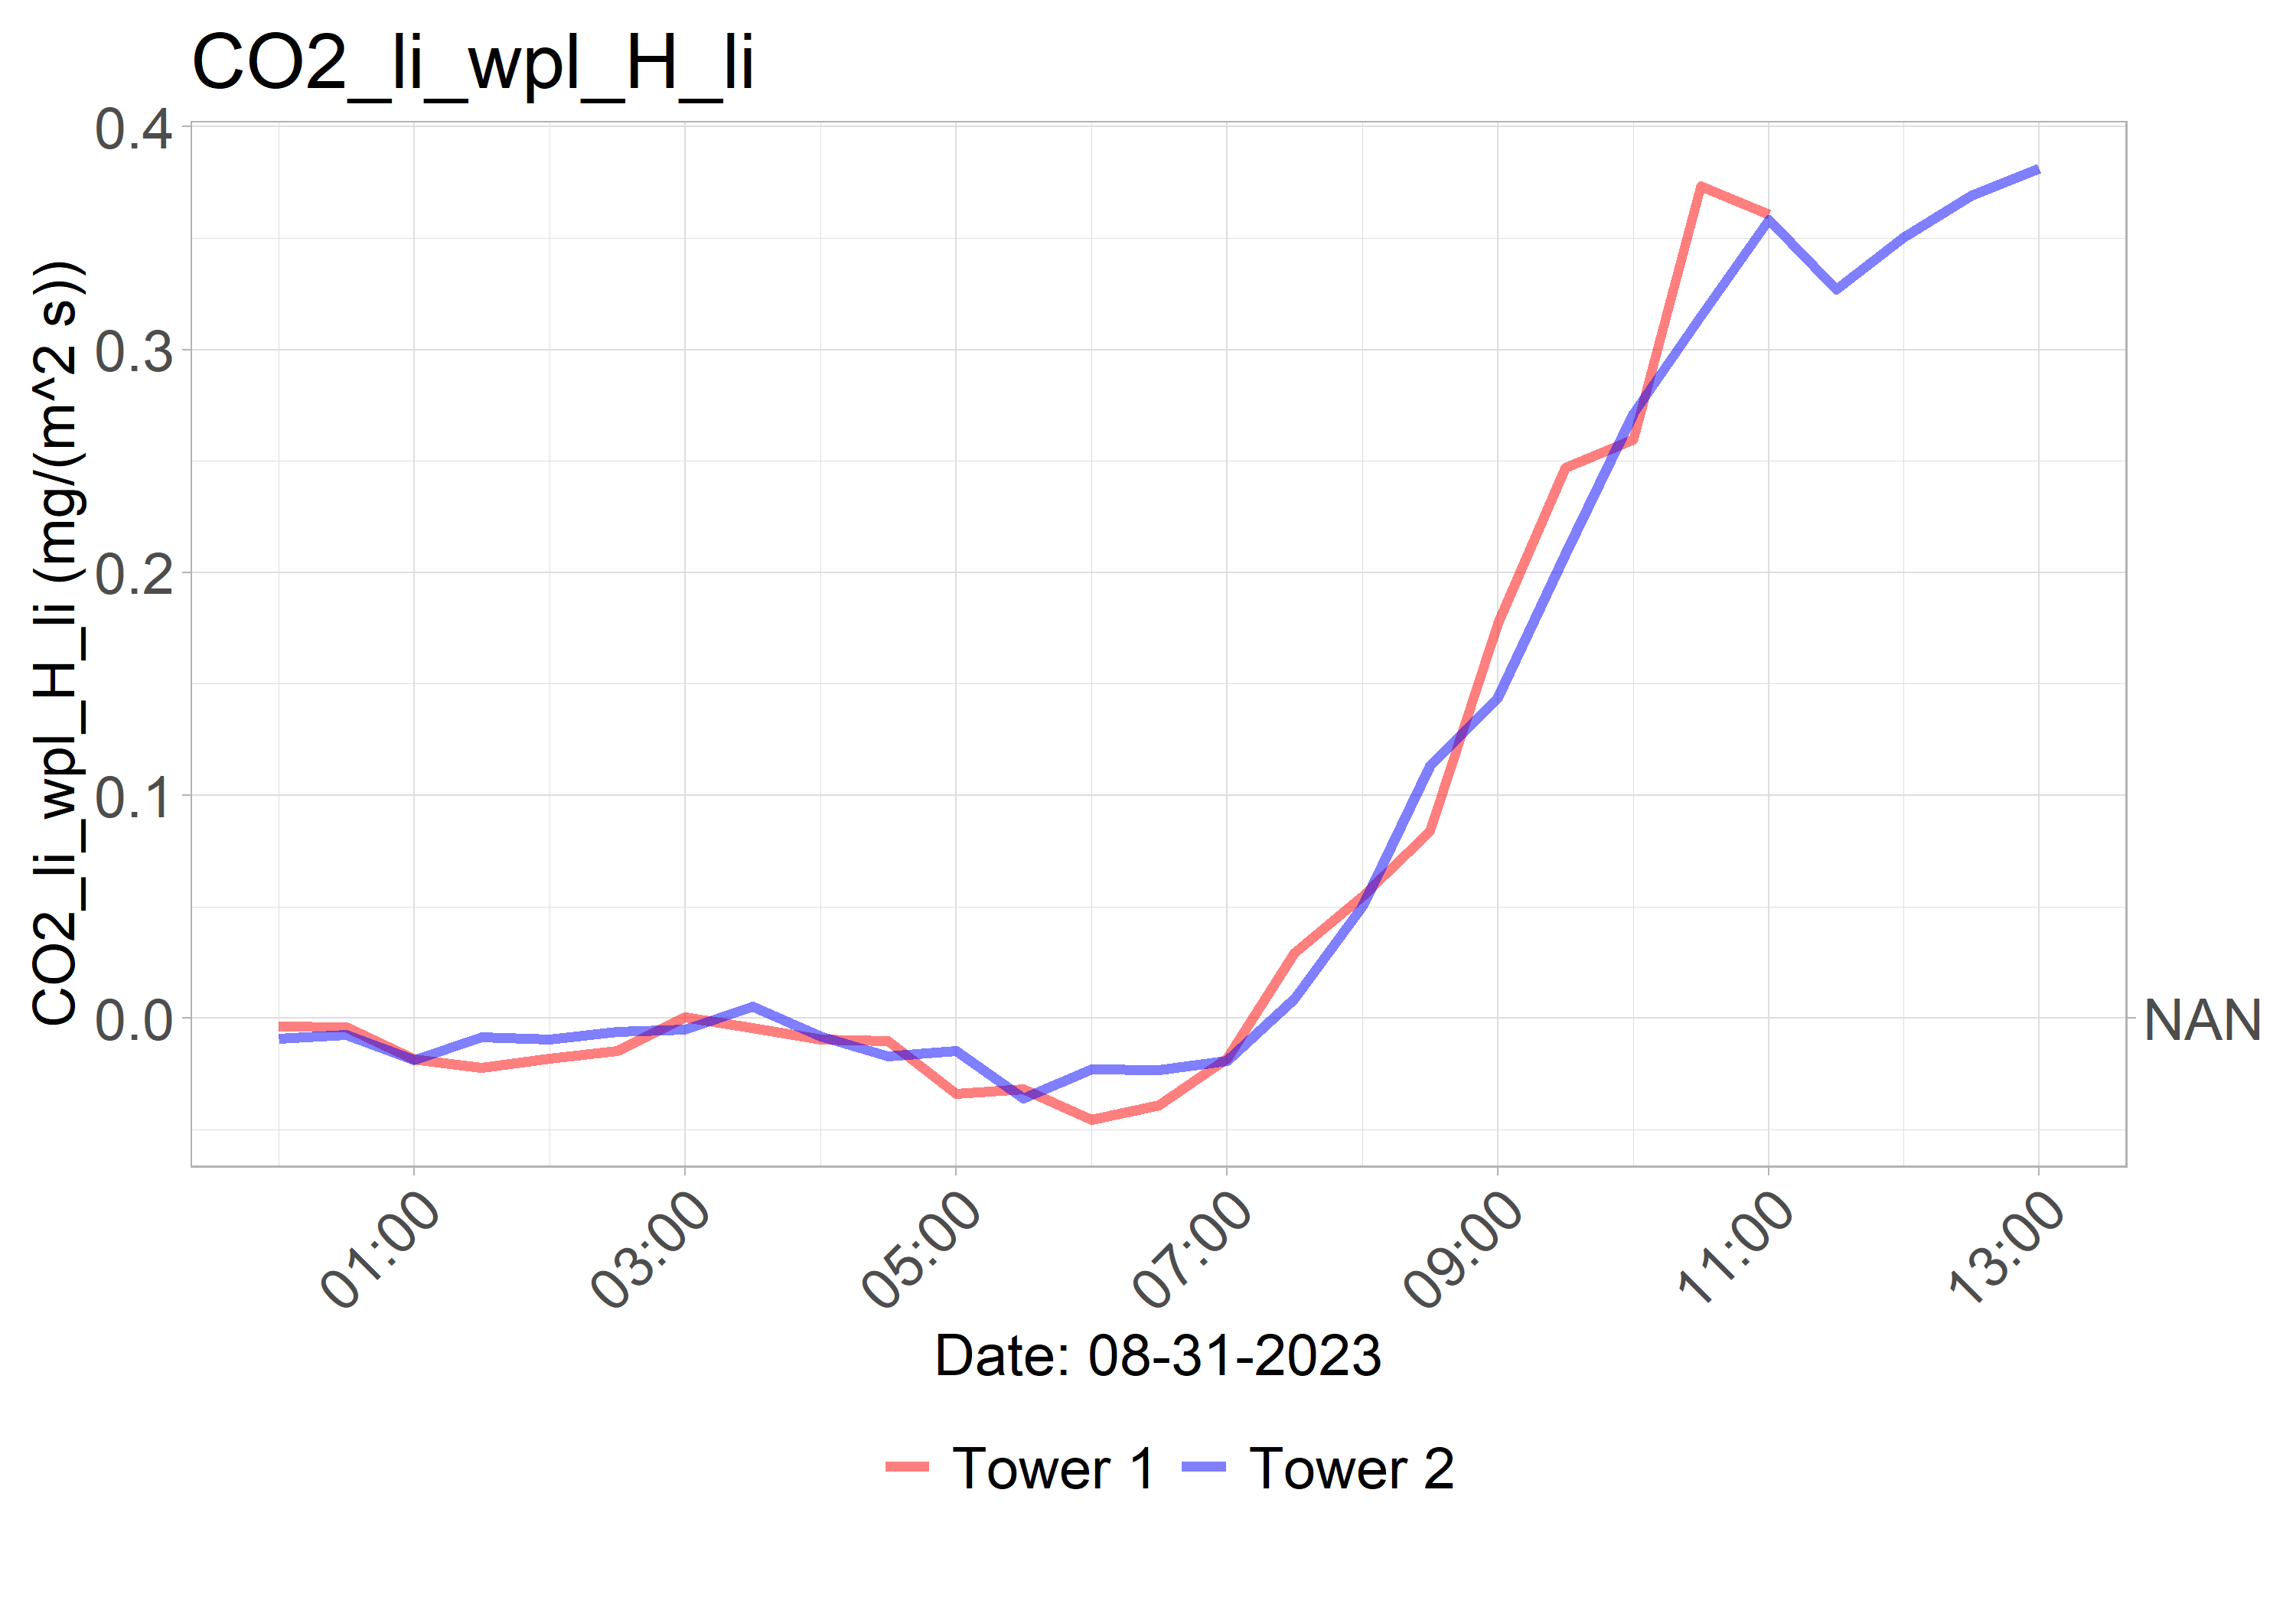 CO2_li_wpl_H_li
CO2_li_wpl_H_li (mg/(m^2 s))
0.4
0.3
0.2
0.1
0.0
NAN
01:00
03:00
05:00
07:00
09:00
11:00
13:00
Date: 08-31-2023
Tower 1 Tower 2